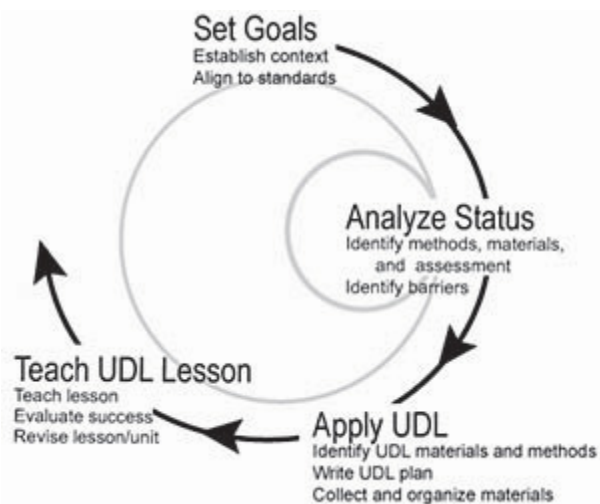 Set Goals
Establish context
Align to standards
Analyze Status
Identify methods, materials,
and assessment
Identify barriers
Apply UDL
Identify UDL materials and methods
Write UDL plan
Collect and organize materials
Teach UDL Lesson
Teach lesson
Evaluate success
Revise lesson/unit